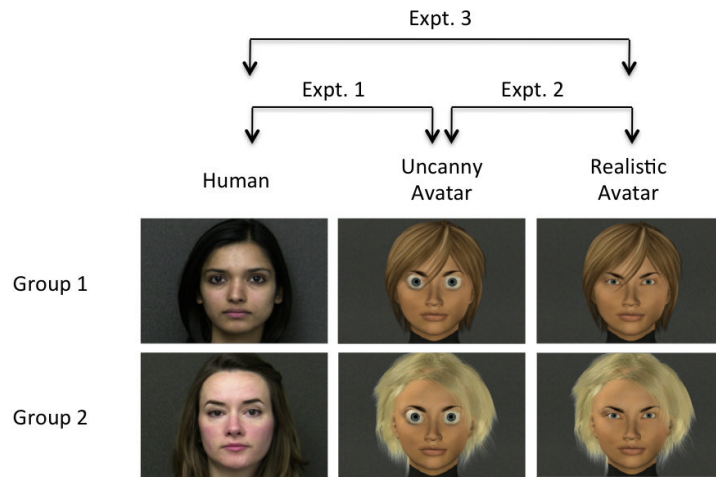 Expt. 3
Expt. 1
Expt. 2
Human
Uncanny
Avatar
Realistic
Avatar
Group 1
Group 2